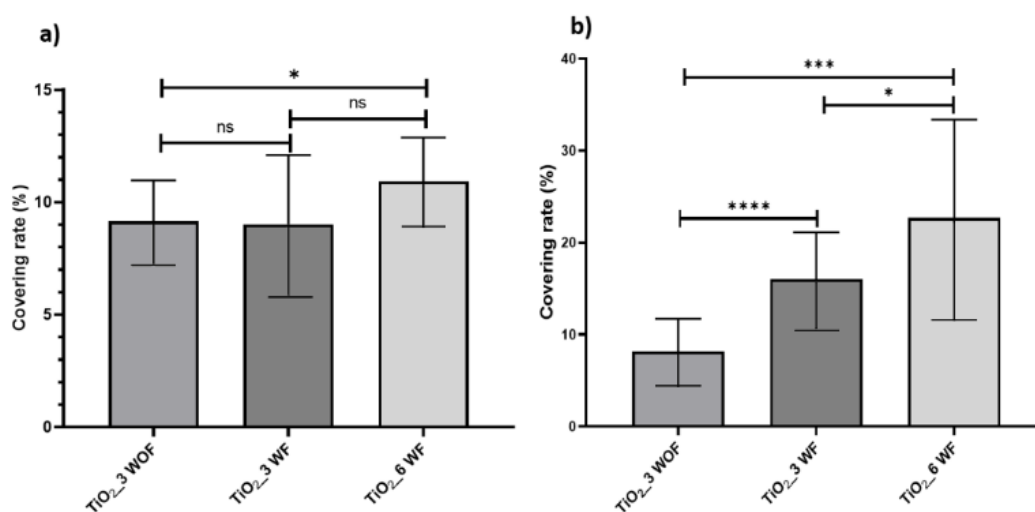 a)
Covering rate (%)
15
10
5
0
*
ns
ns
TiO₂_3 WOF
TiO₂_3 WF
TiO₂_6 WF
b)
Covering rate (%)
40
30
20
10
0
***
*
****
TiO₂_3 WOF
TiO₂_3 WF
TiO₂_6 WF